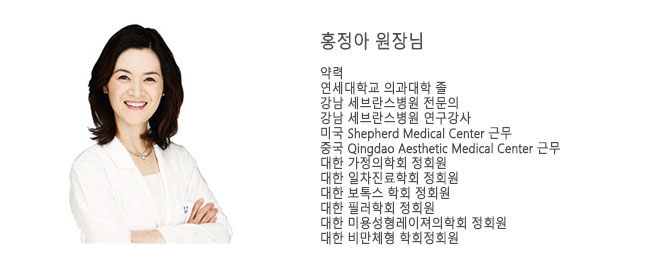 홍정아 원장님
약력
연세대학교 의과대학 졸
강남 세브란스병원 전문의
강남 세브란스병원 연구강사
미국 Shepherd Medical Center 근무
중국 Qingdao Aesthetic Medical Center 근무
대한 가정의학회 정회원
대한 일차진료학회 정회원
대한 보톡스 학회 정회원
대한 필러학회 정회원
대한 미용성형레이져의학회 정회원
대한 비만체형 학회정회원